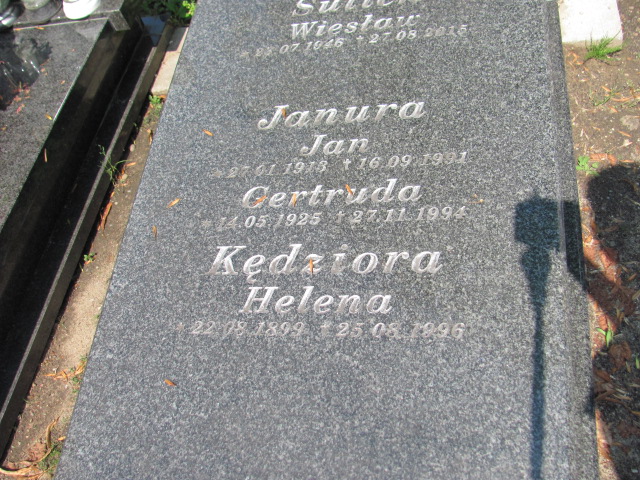 Wiesław
Janura
Jan
* 27.01.1913 † 16.09.1991
Gertruda
* 14.05.1925 † 27.11.1994
Kędziora
Helena
* 22.08.1899 † 25.08.1996